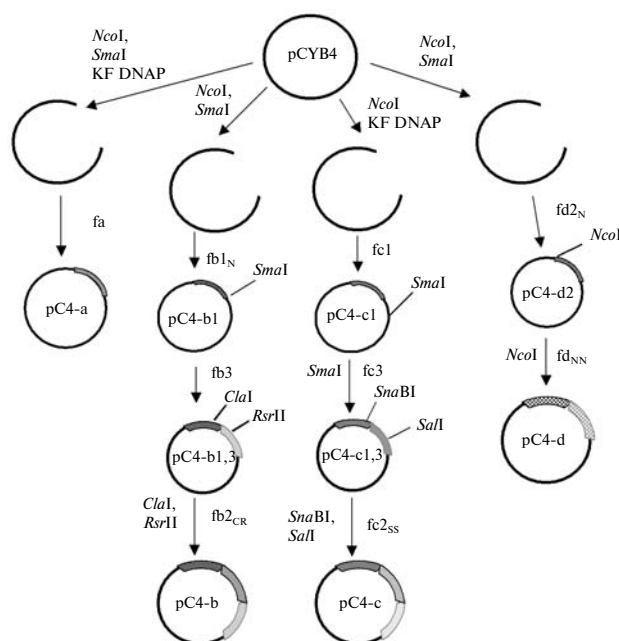 pCYB4
NcoI,
SmaI
KF DNAP
NcoI,
SmaI
NcoI
KF DNAP
NcoI,
SmaI
fa
fb1N
fc1
fd2N
NcoI
SmaI
SmaI
pC4-a
pC4-b1
pC4-c1
pC4-d2
fb3
ClaI
RsrII
SmaI
fc3
SnaBI
SalI
NcoI
fdNN
pC4-b1,3
pC4-c1,3
pC4-d
ClaI,
RsrII
fb2CR
SnaBI,
SalI
fc2SS
pC4-b
pC4-c